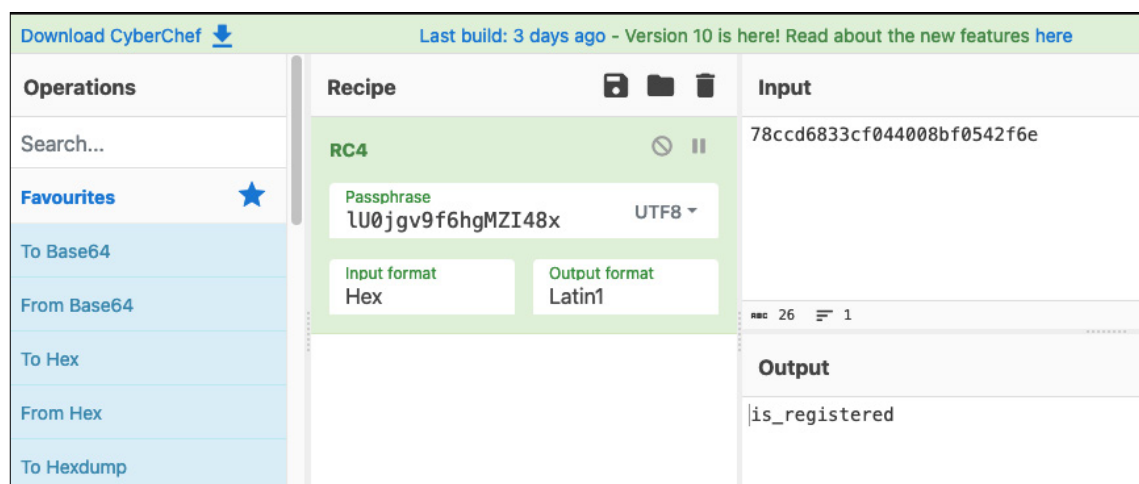 Download CyberChef
Last build: 3 days ago - Version 10 is here! Read about the new features here
Operations
Search...
Favourites
To Base64
From Base64
To Hex
From Hex
To Hexdump
Recipe
RC4
Passphrase
lU0jgv9f6hgMZI48x
UTF8
Input format
Hex
Output format
Latin1
Input
78ccd6833cf044008bf0542f6e
ABC 26 1
Output
is_registered